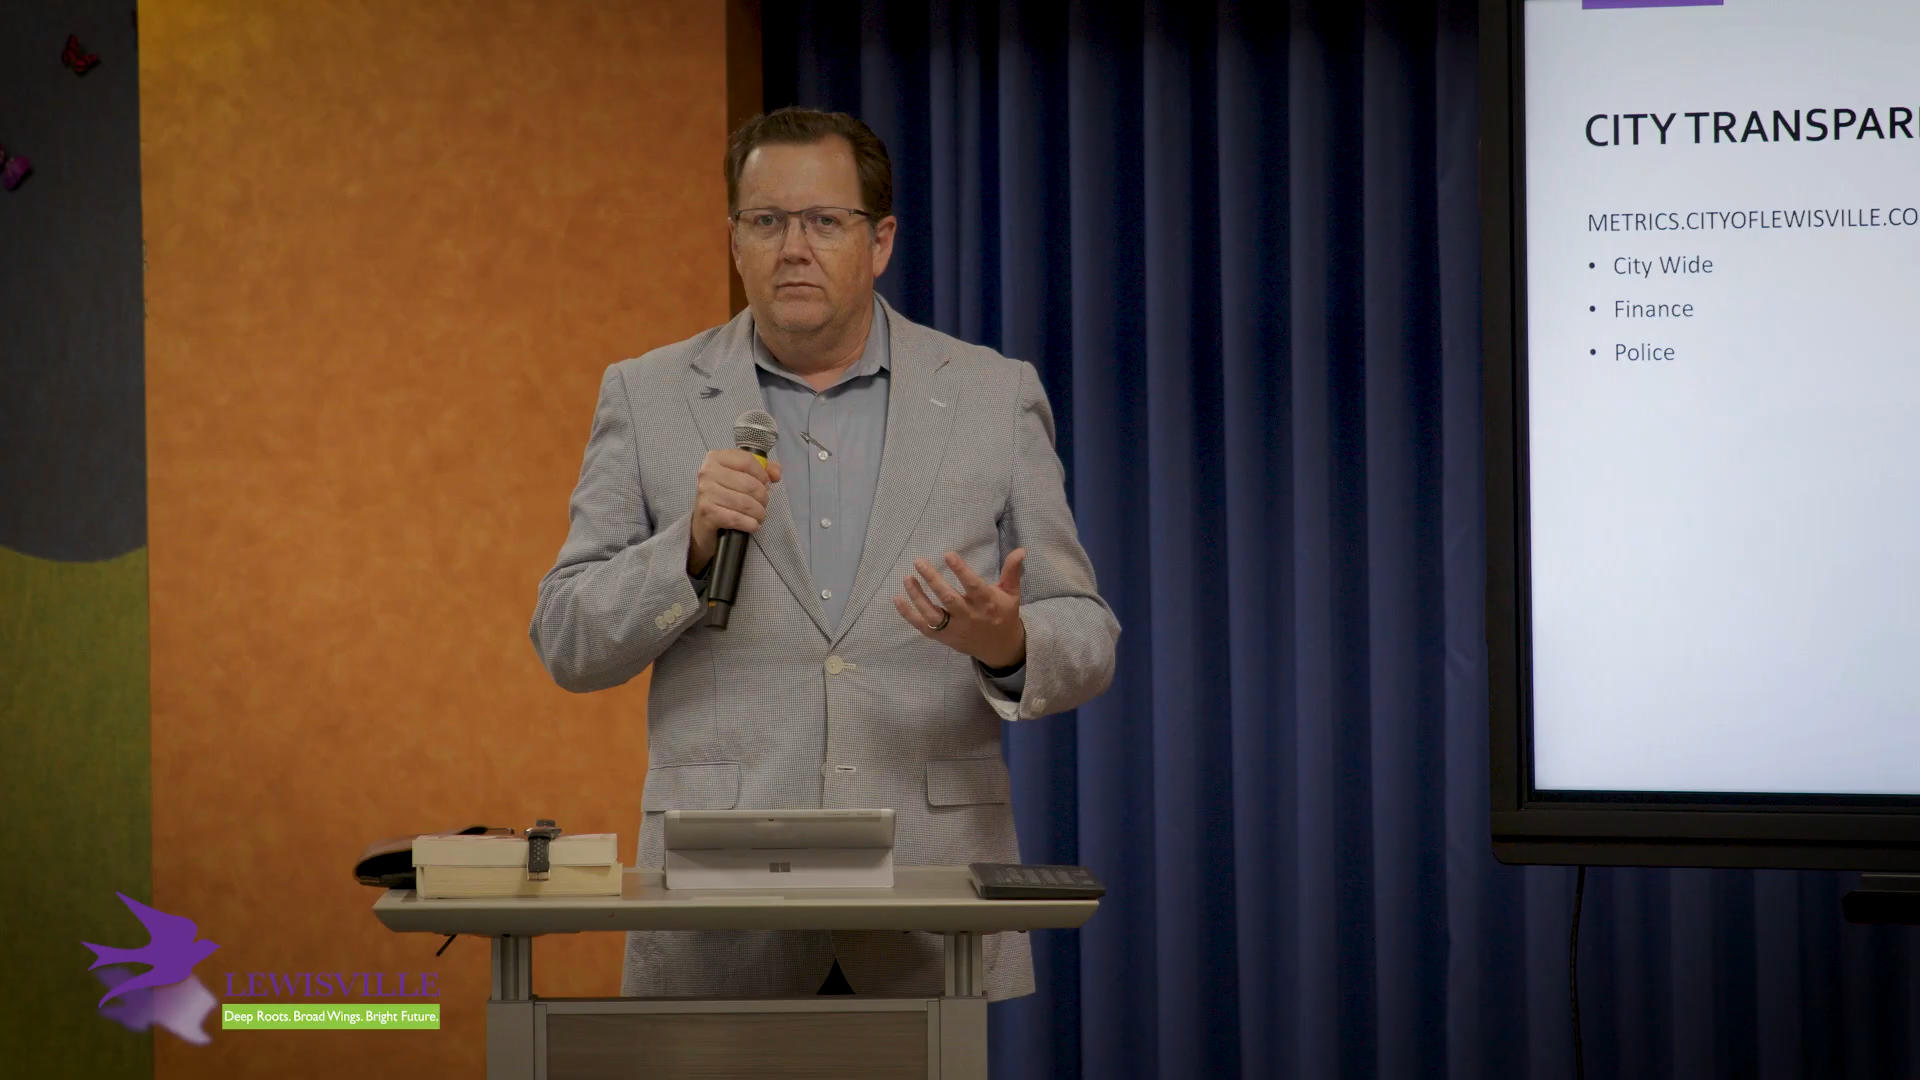 CITY TRANSPAR
METRICS.CITYOFLEWISVILLE.CO
• City Wide
• Finance
• Police
LEWISVILLE
Deep Roots. Broad Wings. Bright Future.